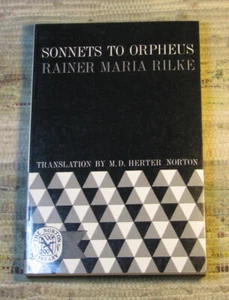 SONNETS TO ORPHEUS
RAINER MARIA RILKE
TRANSLATION BY M. D. HERTER NORTON